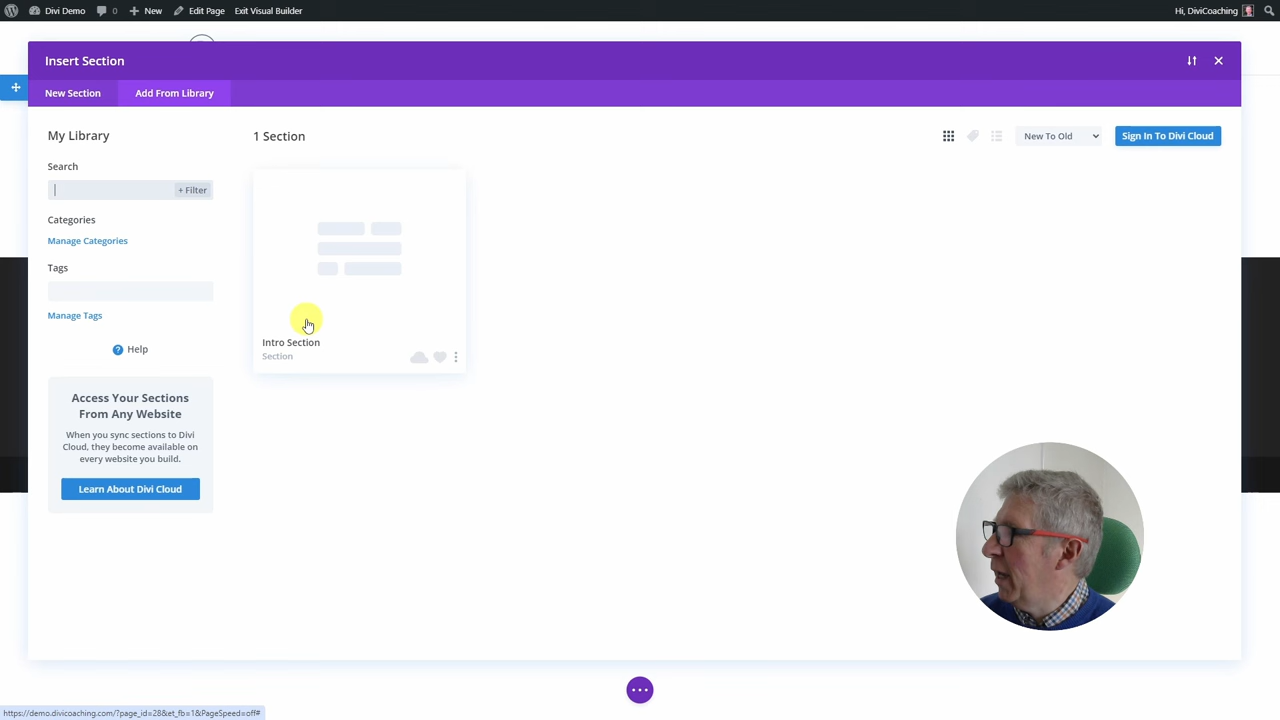 Divi Demo
0
New
Edit Page
Exit Visual Builder
Hi, DiviCoaching
Insert Section
New Section
Add From Library
My Library
1 Section
New To Old
Sign In To Divi Cloud
Search
+ Filter
Categories
Manage Categories
Tags
Manage Tags
? Help
Intro Section
Section
Access Your Sections
From Any Website
When you sync sections to Divi
Cloud, they become available on
every website you build.
Learn About Divi Cloud
https://demo.divicoaching.com/?page_id=28&et_fb=1&PageSpeed=off#